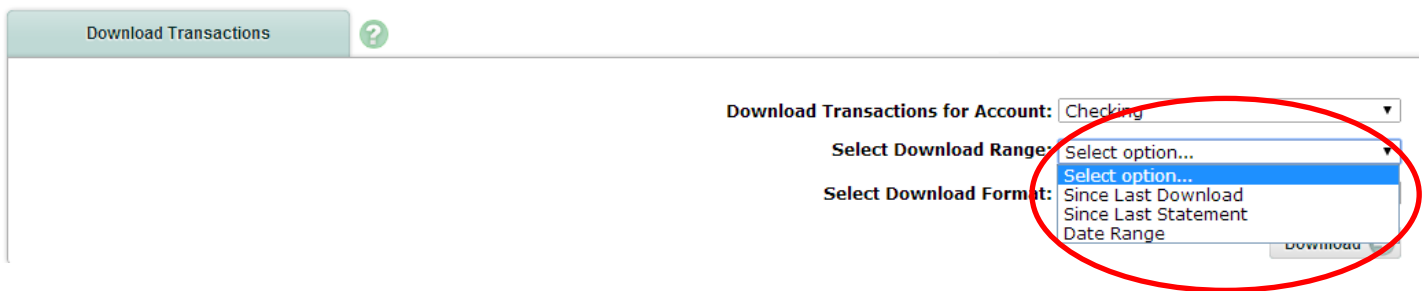 Download Transactions
?
Download Transactions for Account: Checking
Select Download Range: Select option...
Select option...
Select Download Format:
Since Last Download
Since Last Statement
Date Range
Download